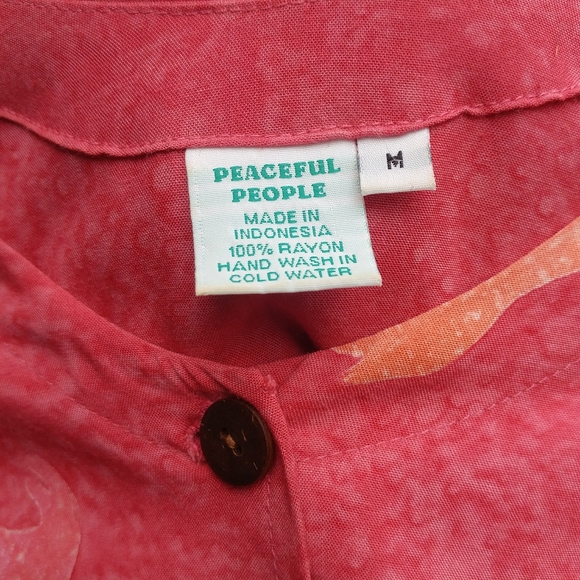 PEACEFUL
PEOPLE
MADE IN
INDONESIA
100% RAYON
HAND WASH IN
COLD WATER
M